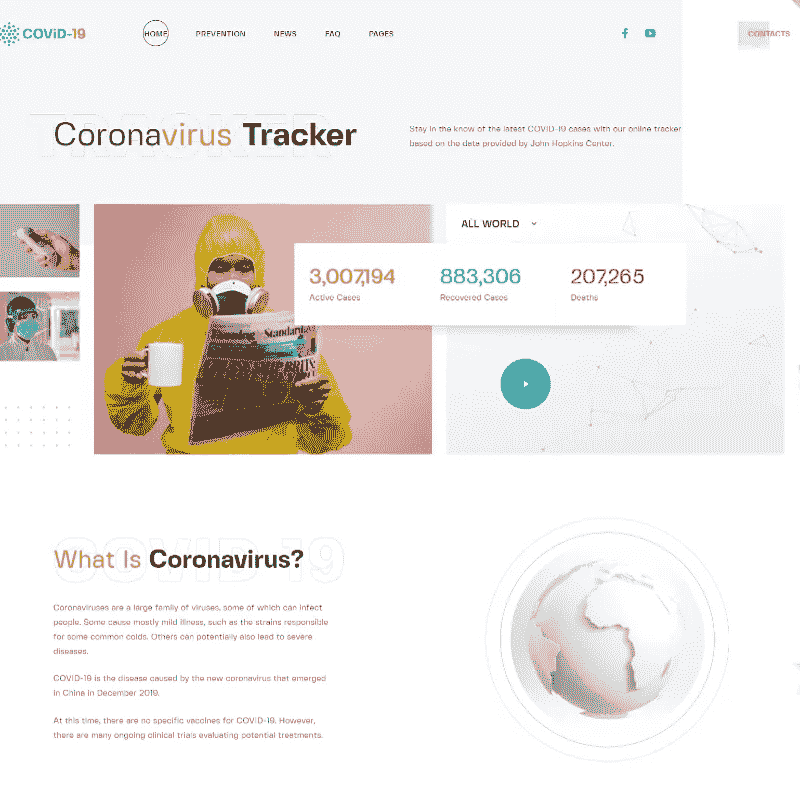 COViD-19
HOME
PREVENTION
NEWS
FAQ
PAGES
CONTACTS
TRACKER
Coronavirus Tracker
Stay in the know of the latest COVID-19 cases with our online tracker
based on the data provided by John Hopkins Center.
ALL WORLD
3,007,194
883,306
207,265
Active Cases
Recovered Cases
Deaths
Standard
COVID-19
What Is Coronavirus?
Coronaviruses are a large family of viruses, some of which can infect
people. Some cause mostly mild illness, such as the strains responsible
for some common colds. Others can potentially also lead to severe
diseases.
COVID-19 is the disease caused by the new coronavirus that emerged
in China in December 2019.
At this time, there are no specific vaccines for COVID-19. However,
there are many ongoing clinical trials evaluating potential treatments.